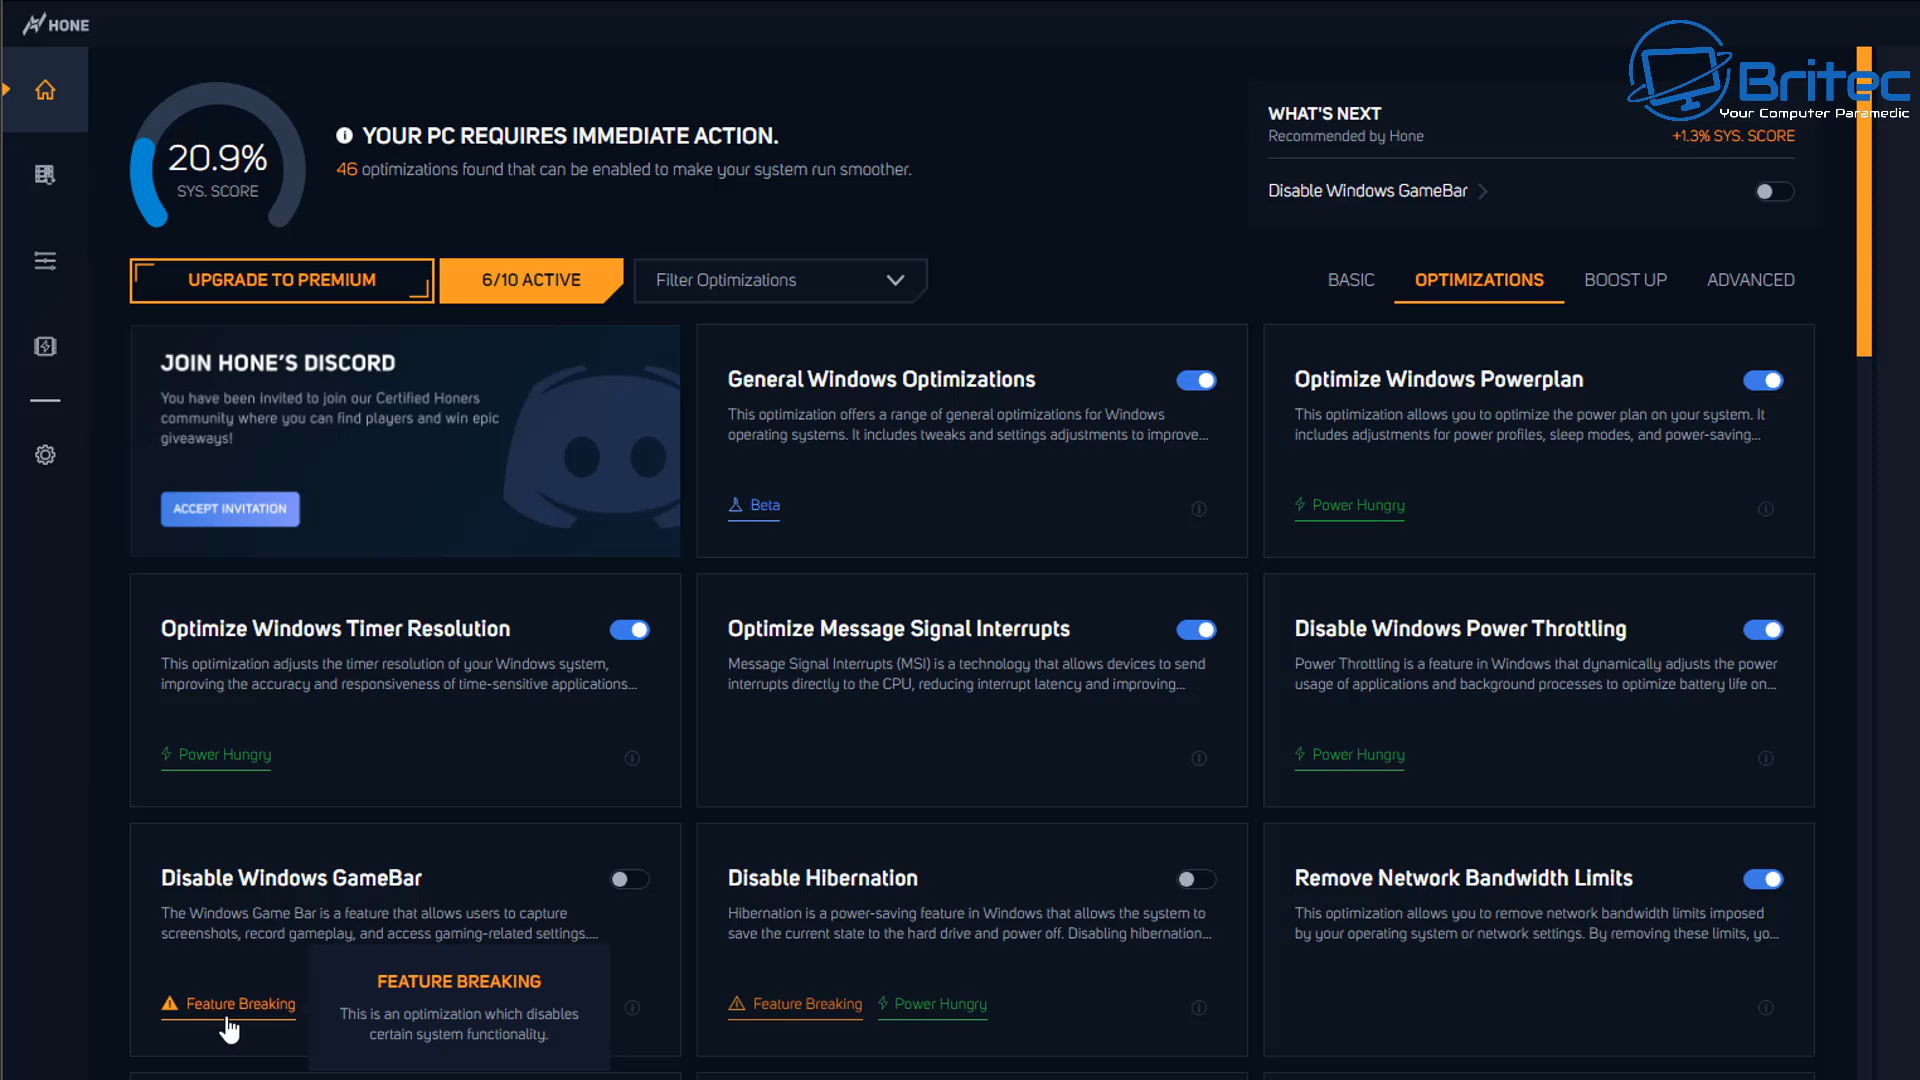 HONE
Britec
Your Computer Paramedic
20.9%
SYS. SCORE
YOUR PC REQUIRES IMMEDIATE ACTION.
46 optimizations found that can be enabled to make your system run smoother.
WHAT'S NEXT
Recommended by Hone
+1.3% SYS. SCORE
Disable Windows GameBar
UPGRADE TO PREMIUM
6/10 ACTIVE
Filter Optimizations
BASIC
OPTIMIZATIONS
BOOST UP
ADVANCED
JOIN HONE'S DISCORD
You have been invited to join our Certified Honers
community where you can find players and win epic
giveaways!
ACCEPT INVITATION
General Windows Optimizations
This optimization offers a range of general optimizations for Windows
operating systems. It includes tweaks and settings adjustments to improve...
Beta
Optimize Windows Powerplan
This optimization allows you to optimize the power plan on your system. It
includes adjustments for power profiles, sleep modes, and power-saving...
Power Hungry
Optimize Windows Timer Resolution
This optimization adjusts the timer resolution of your Windows system,
improving the accuracy and responsiveness of time-sensitive applications...
Power Hungry
Optimize Message Signal Interrupts
Message Signal Interrupts (MSI) is a technology that allows devices to send
interrupts directly to the CPU, reducing interrupt latency and improving...
Disable Windows Power Throttling
Power Throttling is a feature in Windows that dynamically adjusts the power
usage of applications and background processes to optimize battery life on...
Power Hungry
Disable Windows GameBar
The Windows Game Bar is a feature that allows users to capture
screenshots, record gameplay, and access gaming-related settings....
Feature Breaking
FEATURE BREAKING
This is an optimization which disables
certain system functionality.
Disable Hibernation
Hibernation is a power-saving feature in Windows that allows the system to
save the current state to the hard drive and power off. Disabling hibernation...
Feature Breaking
Power Hungry
Remove Network Bandwidth Limits
This optimization allows you to remove network bandwidth limits imposed
by your operating system or network settings. By removing these limits, yo...